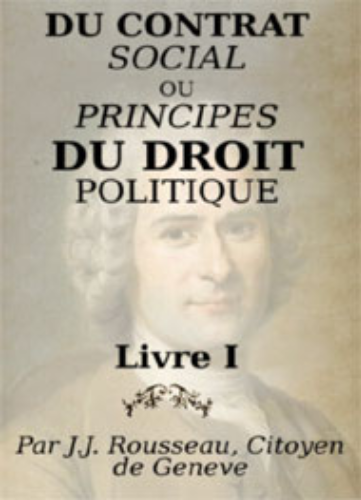 DU CONTRAT
SOCIAL
OU
PRINCIPES
DU DROIT
POLITIQUE
Livre I
Par J.J. Rousseau, Citoyen
de Geneve